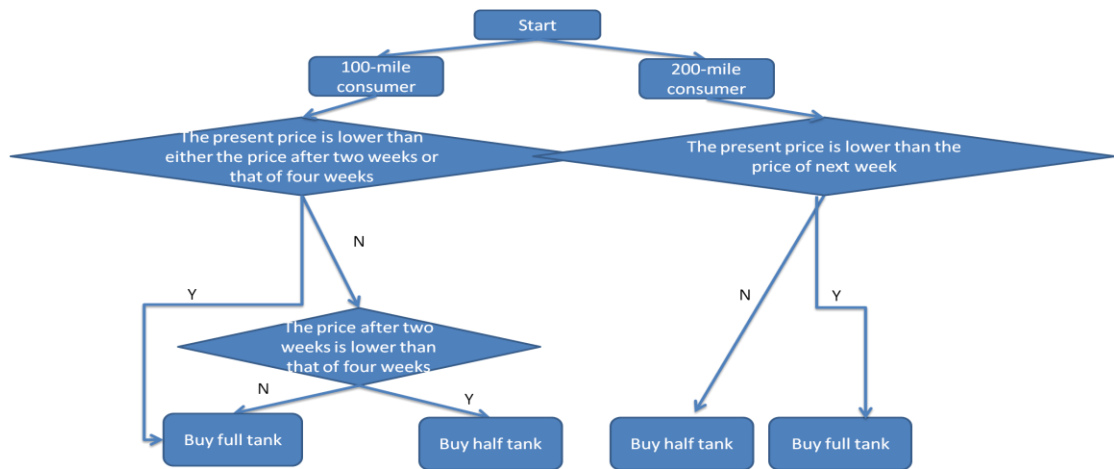 Start
100-mile
consumer
200-mile
consumer
The present price is lower than
either the price after two weeks or
that of four weeks
The present price is lower than the
price of next week
N
Y
N
Y
The price after two
weeks is lower than
that of four weeks
N
Y
Buy full tank
Buy half tank
Buy half tank
Buy full tank